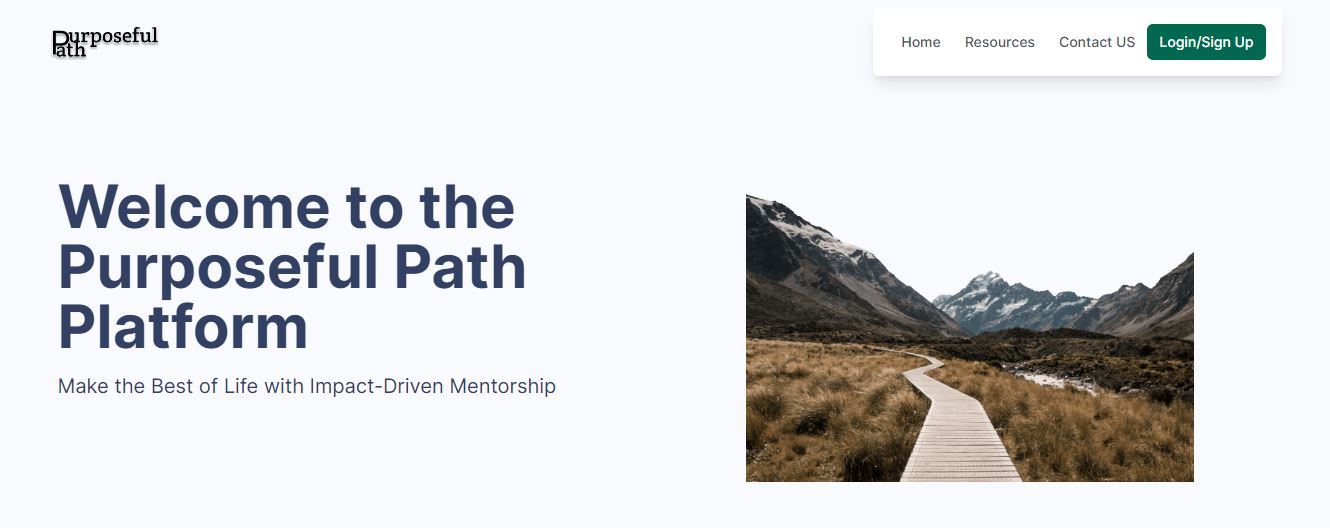 Purposeful
Path
Home Resources Contact US Login/Sign Up
Welcome to the
Purposeful Path
Platform
Make the Best of Life with Impact-Driven Mentorship